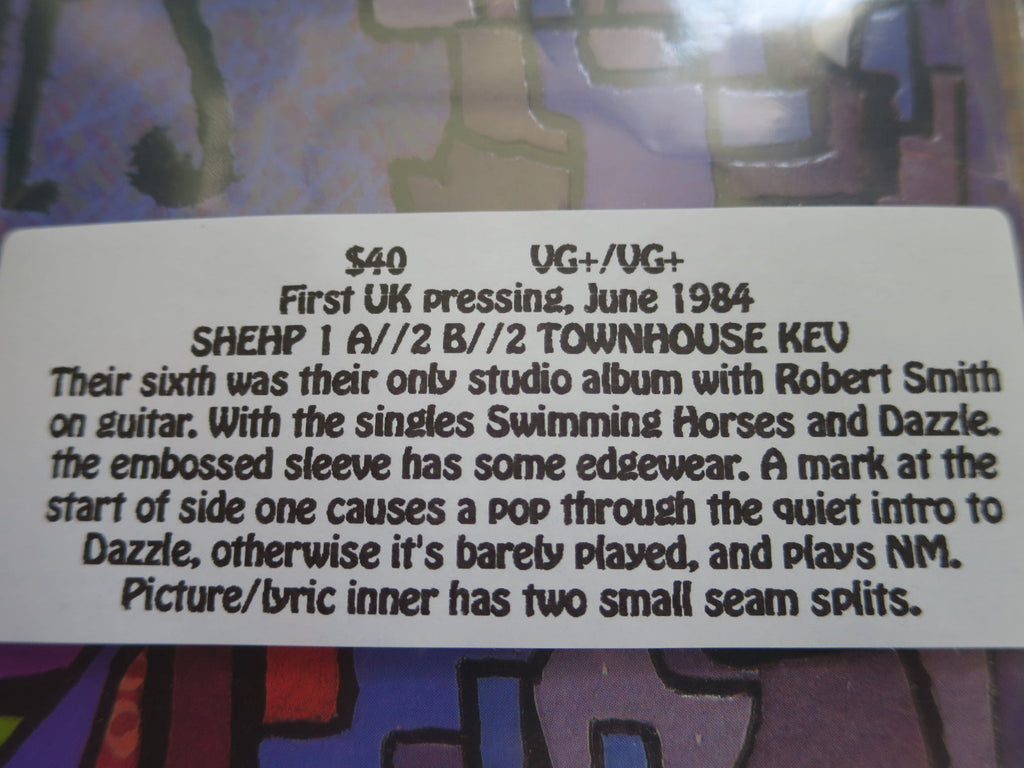 $40 VG+/VG+
First UK pressing, June 1984
SHEHP 1 A//2 B//2 TOWNHOUSE KEV
Their sixth was their only studio album with Robert Smith
on guitar. With the singles Swimming Horses and Dazzle.
the embossed sleeve has some edgewear. A mark at the
start of side one causes a pop through the quiet intro to
Dazzle, otherwise it's barely played, and plays NM.
Picture/lyric inner has two small seam splits.